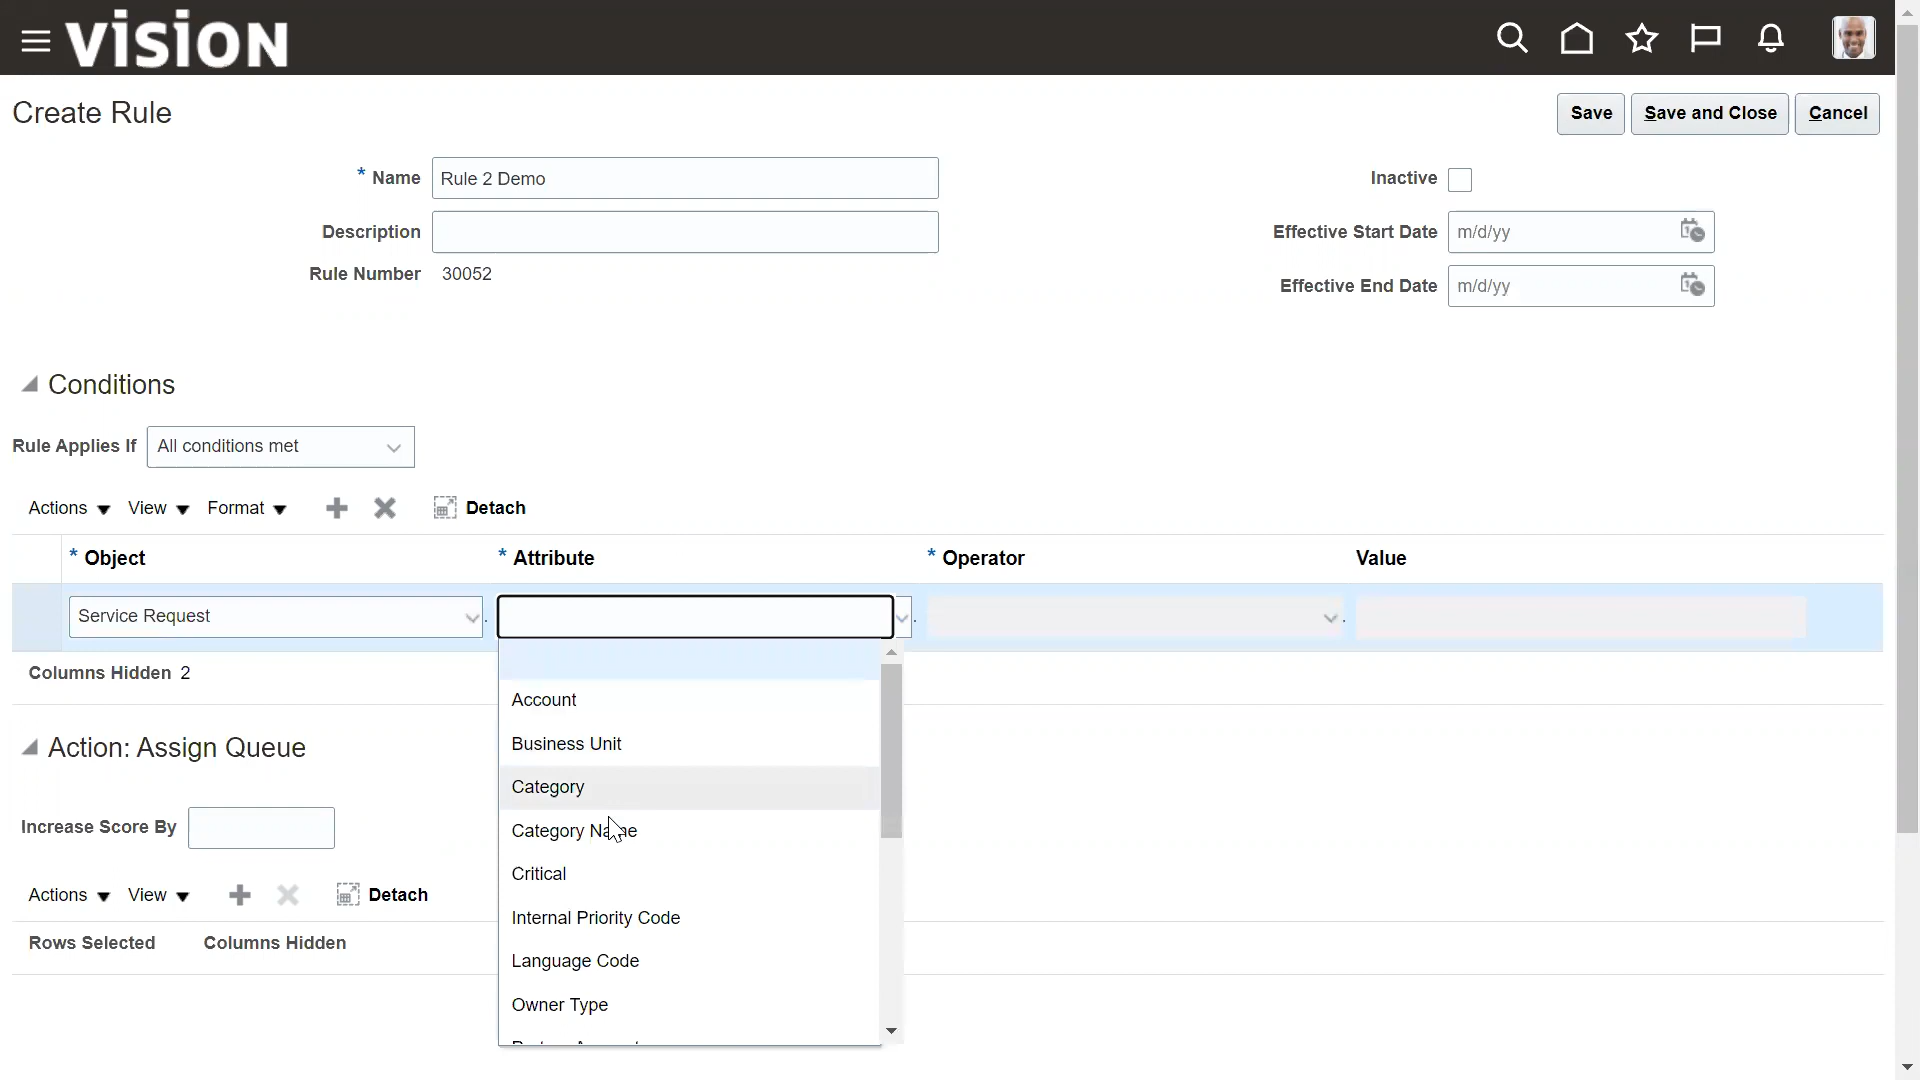 vision
Create Rule
Save
Save and Close
Cancel
* Name
Rule 2 Demo
Inactive
Description
Effective Start Date
m/d/yy
Rule Number
30052
Effective End Date
m/d/yy
Conditions
Rule Applies If
All conditions met
Actions
View
Format
Detach
* Object
* Attribute
* Operator
Value
Service Request
Columns Hidden 2
Account
Business Unit
Category
Category Name
Critical
Internal Priority Code
Language Code
Owner Type
Action: Assign Queue
Increase Score By
Actions
View
Detach
Rows Selected
Columns Hidden